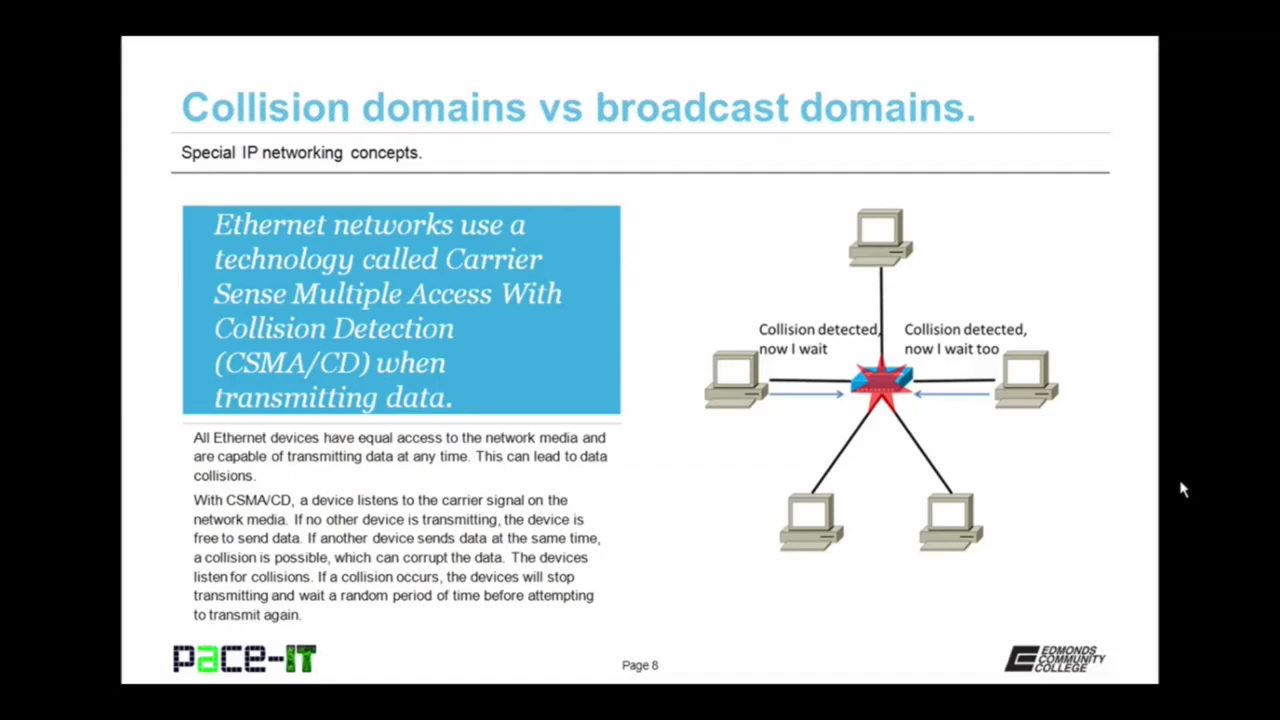 Collision domains vs broadcast domains.
Special IP networking concepts.
Ethernet networks use a
technology called Carrier
Sense Multiple Access With
Collision Detection
(CSMA/CD) when
transmitting data.
All Ethernet devices have equal access to the network media and
are capable of transmitting data at any time. This can lead to data
collisions.
With CSMA/CD, a device listens to the carrier signal on the
network media. If no other device is transmitting, the device is
free to send data. If another device sends data at the same time,
a collision is possible, which can corrupt the data. The devices
listen for collisions. If a collision occurs, the devices will stop
transmitting and wait a random period of time before attempting
to transmit again.
Collision detected,
now I wait
Collision detected,
now I wait too
pace-IT
Page 8
EDMONDS
COMMUNITY
COLLEGE